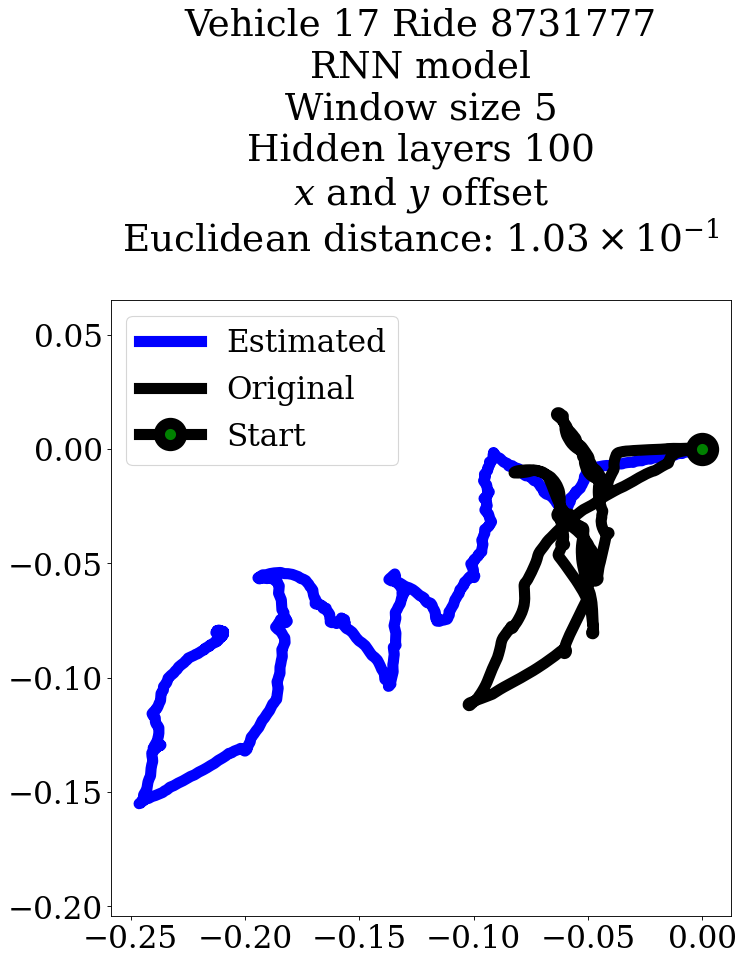 Vehicle 17 Ride 8731777
RNN model
Window size 5
Hidden layers 100
x and y offset
Euclidean distance: 1.03 × 10⁻¹
Estimated
Original
Start
0.05
0.00
−0.05
−0.10
−0.15
−0.20
−0.25 −0.20 −0.15 −0.10 −0.05 0.00